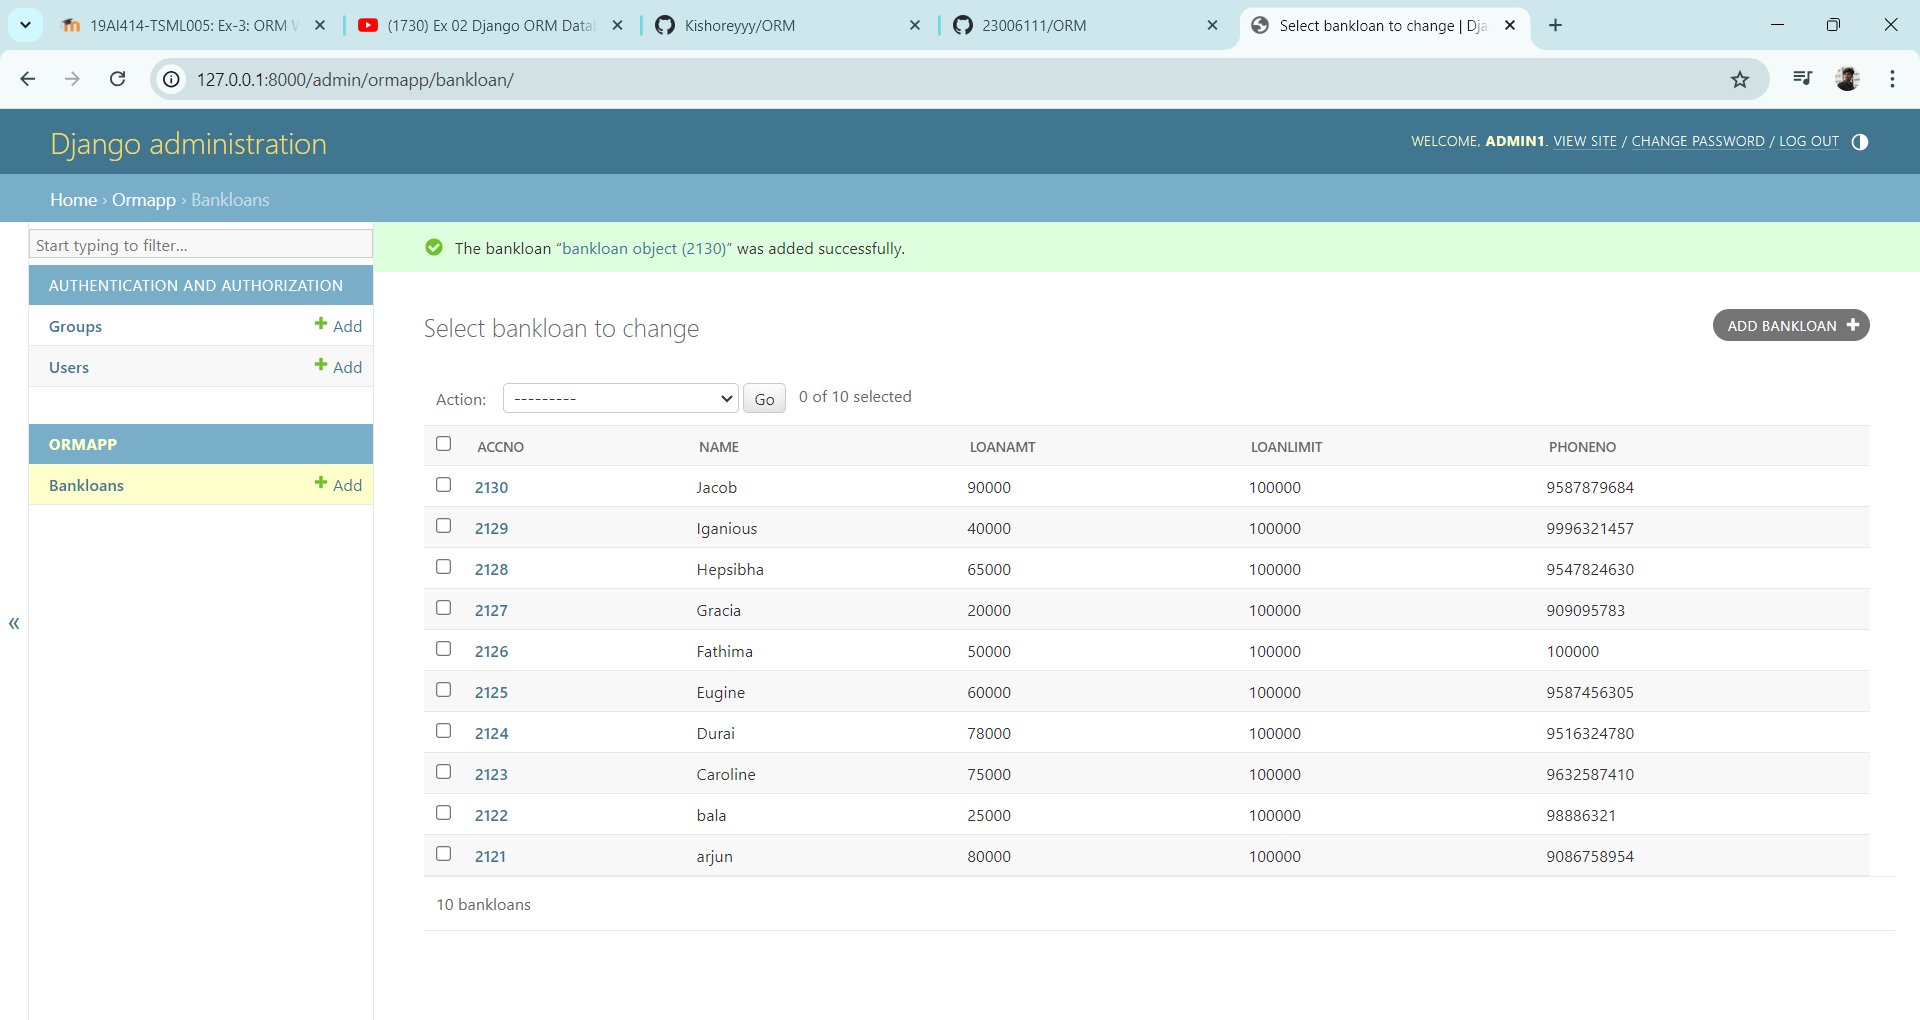 19AI414-TSML005: Ex-3: ORM
(1730) Ex 02 Django ORM Data
Kishoreyyy/ORM
23006111/ORM
Select bankloan to change | Dja
127.0.0.1:8000/admin/ormapp/bankloan/
Django administration
WELCOME, ADMIN1. VIEW SITE / CHANGE PASSWORD / LOG OUT
Home › Ormapp › Bankloans
Start typing to filter...
The bankloan “bankloan object (2130)” was added successfully.
AUTHENTICATION AND AUTHORIZATION
Groups + Add
Users + Add
ORMAPP
Bankloans + Add
«
Select bankloan to change
ADD BANKLOAN +
Action: --------- Go 0 of 10 selected
ACCNO NAME LOANAMT LOANLIMIT PHONENO
2130 Jacob 90000 100000 9587879684
2129 Iganious 40000 100000 9996321457
2128 Hepsibha 65000 100000 9547824630
2127 Gracia 20000 100000 909095783
2126 Fathima 50000 100000 100000
2125 Eugine 60000 100000 9587456305
2124 Durai 78000 100000 9516324780
2123 Caroline 75000 100000 9632587410
2122 bala 25000 100000 98886321
2121 arjun 80000 100000 9086758954
10 bankloans